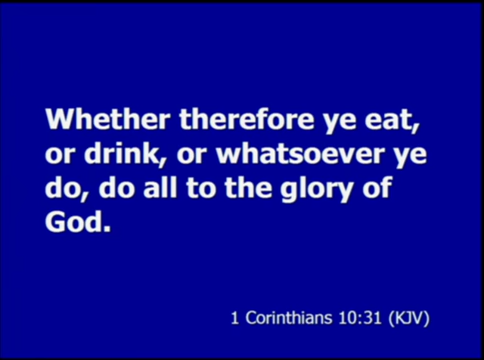 Whether therefore ye eat,
or drink, or whatsoever ye
do, do all to the glory of
God.
1 Corinthians 10:31 (KJV)